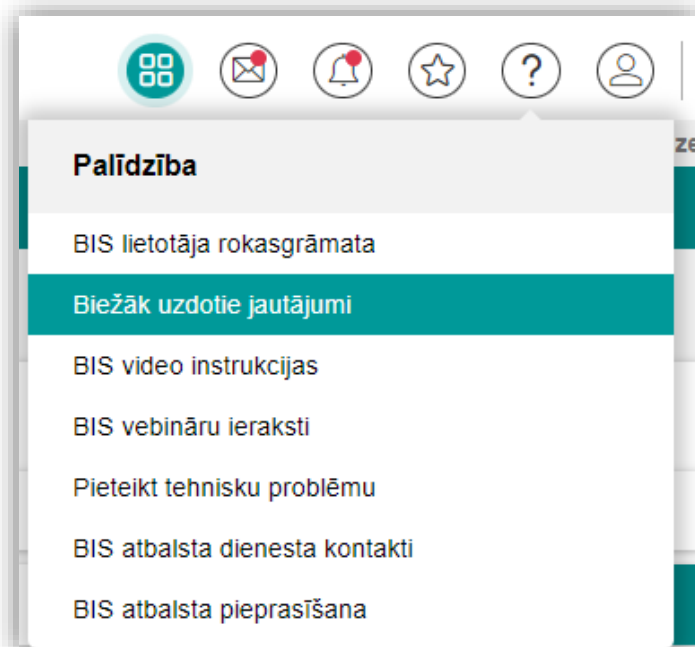 ze
Palīdzība
BIS lietotāja rokasgrāmata
Biežāk uzdotie jautājumi
BIS video instrukcijas
BIS vebināru ieraksti
Pieteikt tehnisku problēmu
BIS atbalsta dienesta kontakti
BIS atbalsta pieprasīšana